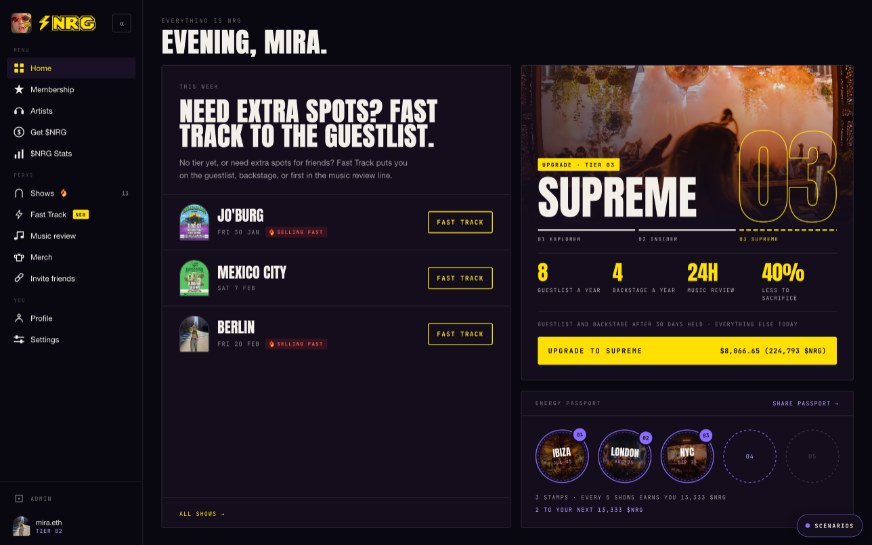 NRG
«
MENU
Home
Membership
Artists
Get $NRG
$NRG Stats
PERKS
Shows
12
Fast Track NEW
Music review
Merch
Invite friends
YOU
Profile
Settings
ADMIN
mira.eth
TIER 02
EVERYTHING IS NRG
EVENING, MIRA.
THIS WEEK
NEED EXTRA SPOTS? FAST
TRACK TO THE GUESTLIST.
No tier yet, or need extra spots for friends? Fast Track puts you
on the guestlist, backstage, or first in the music review line.
JO'BURG
FRI 30 JAN SELLING FAST
FAST TRACK
MEXICO CITY
SAT 7 FEB
FAST TRACK
BERLIN
FRI 20 FEB SELLING FAST
FAST TRACK
ALL SHOWS →
UPGRADE · TIER 03
SUPREME
03
01 EXPLORER
02 INSIDER
03 SUPREME
8
GUESTLIST A YEAR
4
BACKSTAGE A YEAR
24H
MUSIC REVIEW
40%
LESS TO
SACRIFICE
GUESTLIST AND BACKSTAGE AFTER 30 DAYS HELD · EVERYTHING ELSE TODAY
UPGRADE TO SUPREME $8,066.65 (224,793 $NRG)
ENERGY PASSPORT
SHARE PASSPORT →
01
IBIZA
02
LONDON
03
NYC
04
05
3 STAMPS · EVERY 5 SHOWS EARNS YOU 13,333 $NRG
2 TO YOUR NEXT 13,333 $NRG
SCENARIOS